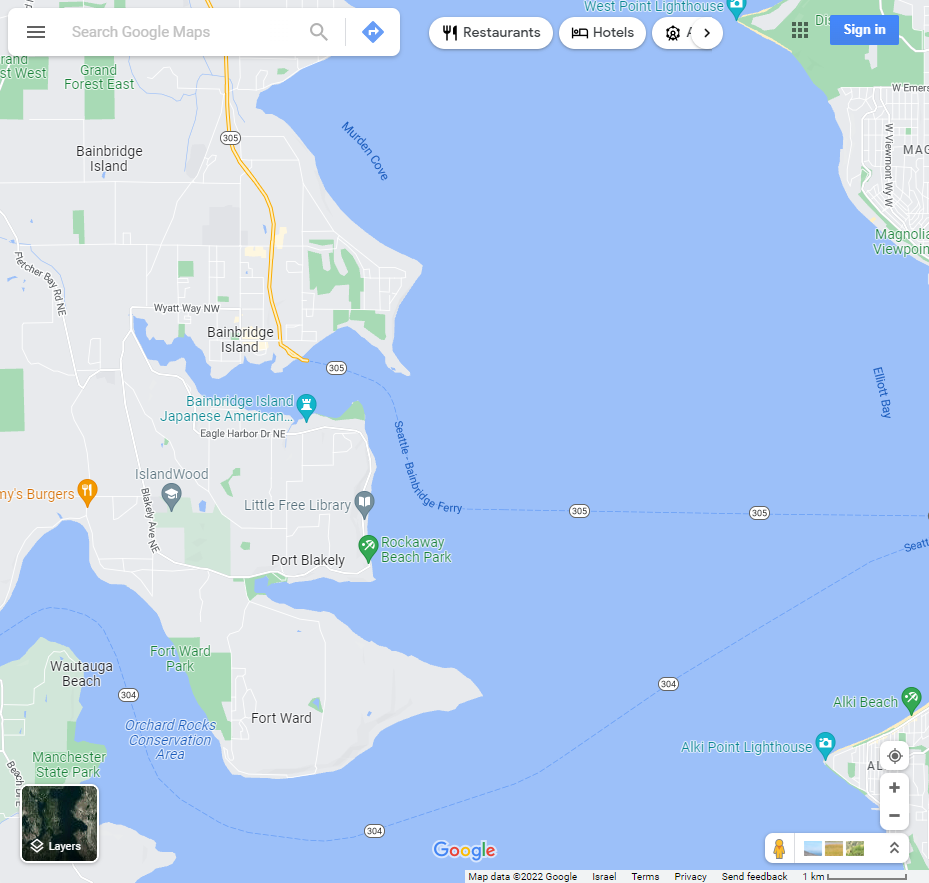 West Point Lighthouse
Search Google Maps
Restaurants
Hotels
Sign in
Grand
Forest East
st West
W Emers
305
Murden Cove
W Viewmont Wy W
MAG
Bainbridge
Island
Magnolia
Viewpoin
Fletcher Bay Rd NE
Wyatt Way NW
Bainbridge
Island
305
Elliott Bay
Bainbridge Island
Japanese American...
Eagle Harbor Dr NE
Seattle - Bainbridge Ferry
IslandWood
my's Burgers
Blakely Ave NE
Little Free Library
305
305
Rockaway
Beach Park
Port Blakely
Seatt
Fort Ward
Park
Wautauga
Beach
304
304
Fort Ward
Orchard Rocks
Conservation
Area
Alki Beach
Alki Point Lighthouse
AL
Manchester
State Park
Beach Dr E
Layers
304
Google
Map data ©2022 Google
Israel
Terms
Privacy
Send feedback
1 km